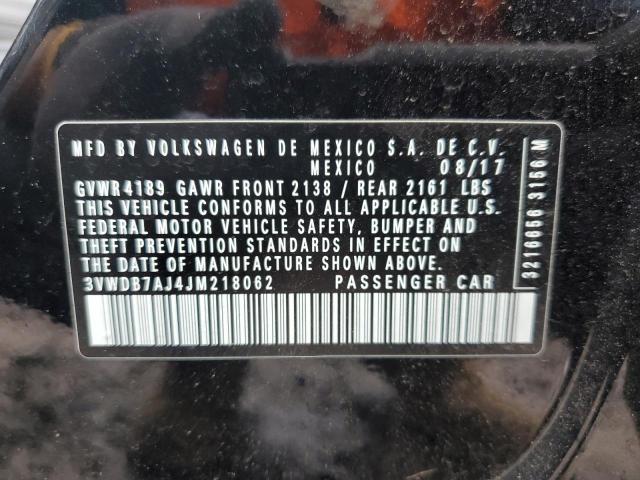 MFD BY VOLKSWAGEN DE MEXICO S.A. DE C.V.
MEXICO 08/17
GVWR4189 GAWR FRONT 2138 / REAR 2161 LBS
THIS VEHICLE CONFORMS TO ALL APPLICABLE U.S.
FEDERAL MOTOR VEHICLE SAFETY, BUMPER AND
THEFT PREVENTION STANDARDS IN EFFECT ON
THE DATE OF MANUFACTURE SHOWN ABOVE.
3VWDB7AJ4JM218062 PASSENGER CAR
3216656 3156 M